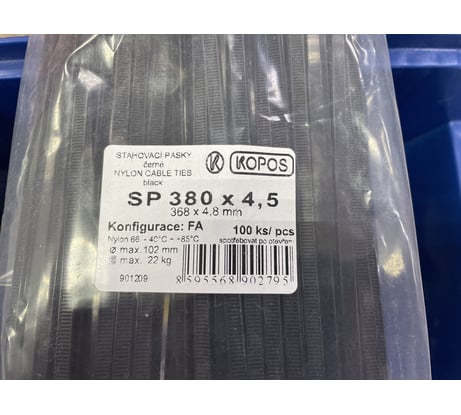 STAHOVACÍ PÁSKY
černé
NYLON CABLE TIES
black
KOPOS
SP 380 x 4,5
368 x 4.8 mm
Konfigurace: FA
100 ks/ pcs
Nylon 66 - 40°C ~ +85°C
spotřebovat po otevření
ø max.102 mm
max. 22 kg
901209
8 595568 902795